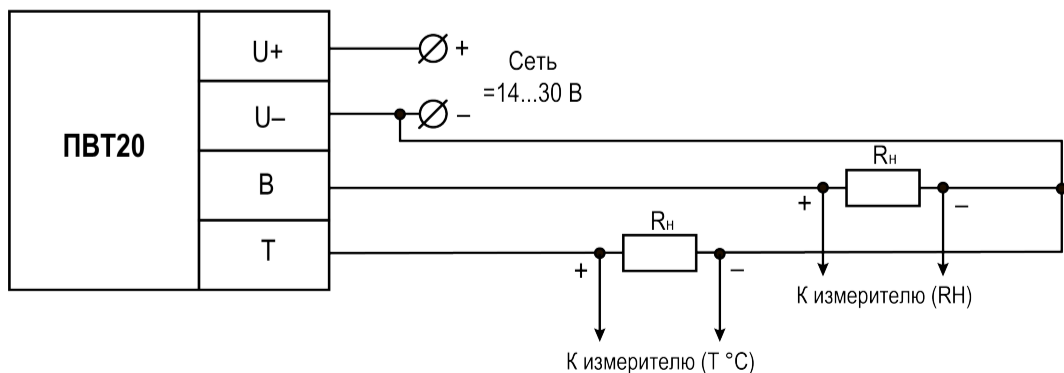 ПВТ20
U+
U–
В
Т
+
–
Сеть
=14...30 В
Rн
+
–
К измерителю (RH)
Rн
+
–
К измерителю (Т °С)